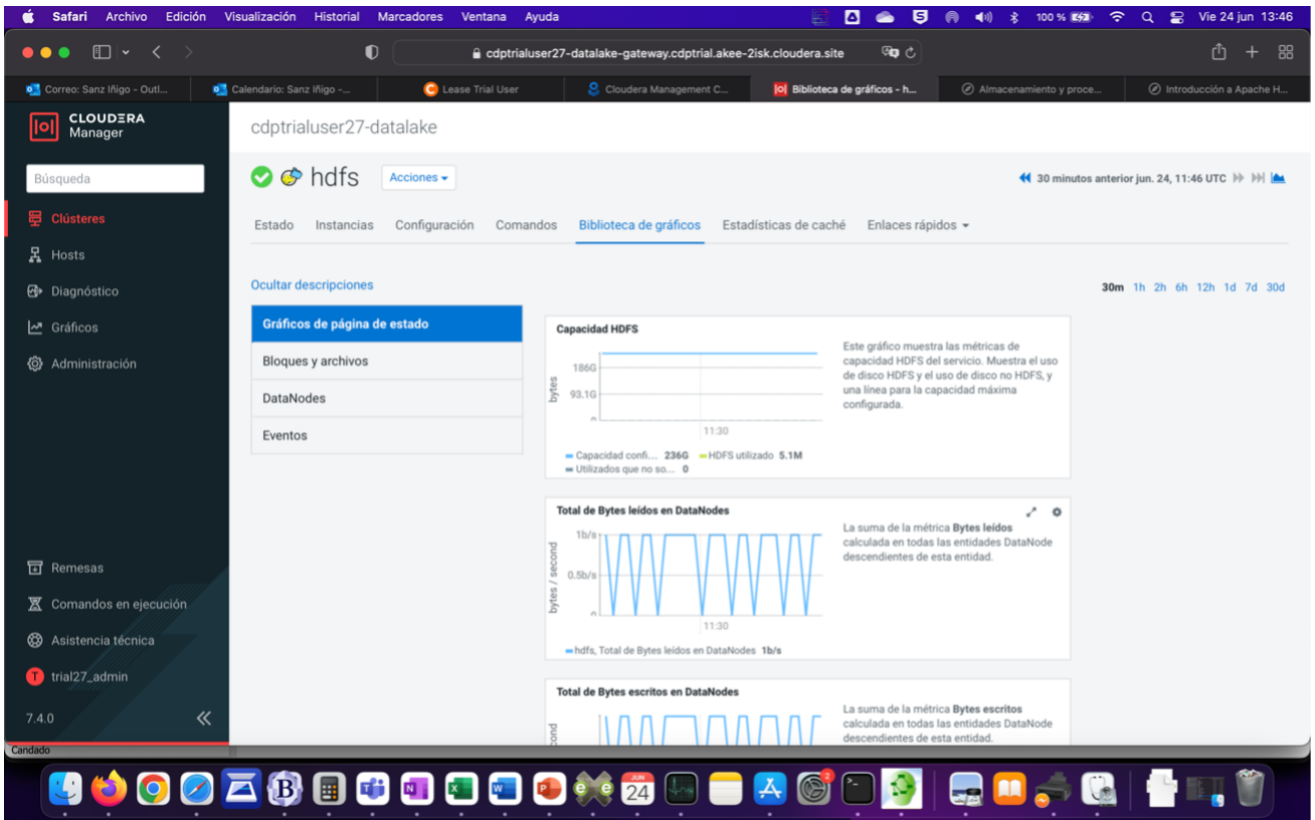 Safari Archivo Edición Visualización Historial Marcadores Ventana Ayuda 100 % Vie 24 jun 13:46
cdptrialuser27-datalake-gateway.cdptrial.akee-2isk.cloudera.site
Correo: Sanz Iñigo - Outl... Calendario: Sanz Iñigo -... Lease Trial User Cloudera Management C... Biblioteca de gráficos - h... Almacenamiento y proce... Introducción a Apache H...
CLOUDERA
Manager
cdptrialuser27-datalake
Búsqueda
hdfs Acciones
30 minutos anterior jun. 24, 11:46 UTC
Clústeres
Hosts
Diagnóstico
Gráficos
Administración
Estado Instancias Configuración Comandos Biblioteca de gráficos Estadísticas de caché Enlaces rápidos
Ocultar descripciones
30m 1h 2h 6h 12h 1d 7d 30d
Gráficos de página de estado
Bloques y archivos
DataNodes
Eventos
Capacidad HDFS
bytes
186G
93.1G
0
11:30
Capacidad confi... 236G HDFS utilizado 5.1M
Utilizados que no so... 0
Este gráfico muestra las métricas de
capacidad HDFS del servicio. Muestra el uso
de disco HDFS y el uso de disco no HDFS, y
una línea para la capacidad máxima
configurada.
Total de Bytes leídos en DataNodes
bytes / second
1b/s
0.5b/s
0
11:30
hdfs, Total de Bytes leídos en DataNodes 1b/s
La suma de la métrica Bytes leídos
calculada en todas las entidades DataNode
descendientes de esta entidad.
Total de Bytes escritos en DataNodes
La suma de la métrica Bytes escritos
calculada en todas las entidades DataNode
descendientes de esta entidad.
Remesas
Comandos en ejecución
Asistencia técnica
T trial27_admin
7.4.0
Candado
JUN
24